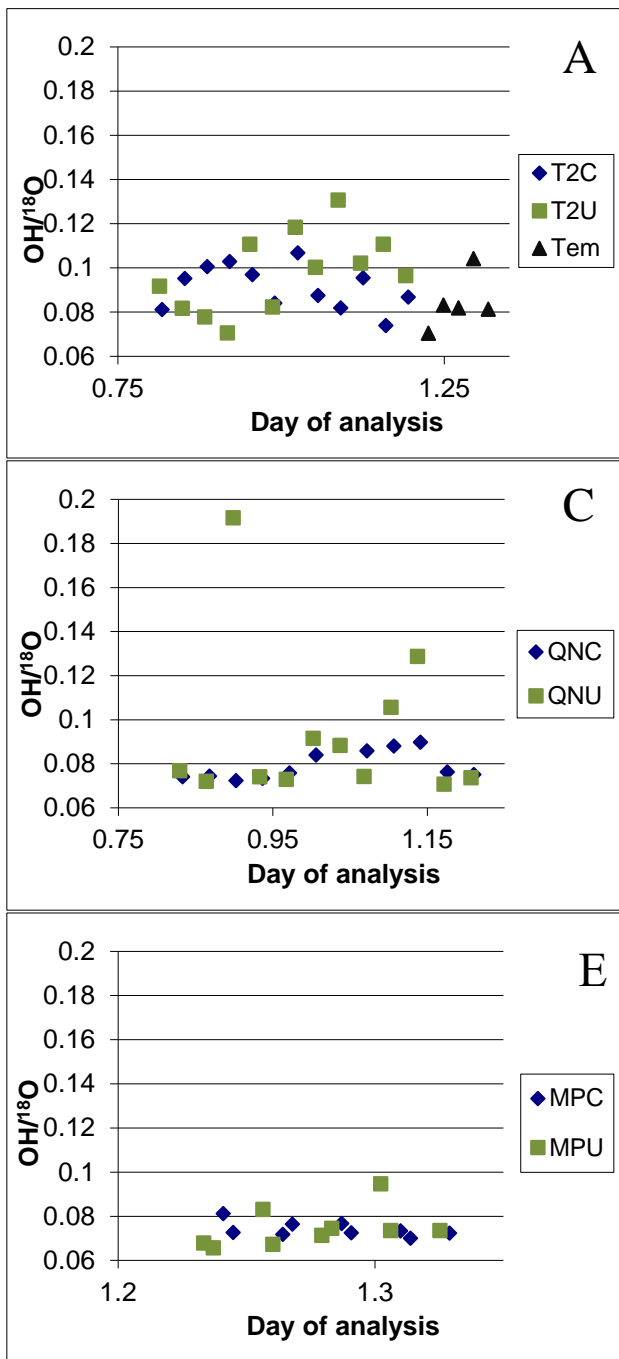 A
0.2
0.18
0.16
0.14
0.12
0.1
0.08
0.06
OH/¹⁸O
0.75
1.25
Day of analysis
T2C
T2U
Tem
C
0.2
0.18
0.16
0.14
0.12
0.1
0.08
0.06
OH/¹⁸O
0.75
0.95
1.15
Day of analysis
QNC
QNU
E
0.2
0.18
0.16
0.14
0.12
0.1
0.08
0.06
OH/¹⁸O
1.2
1.3
Day of analysis
MPC
MPU